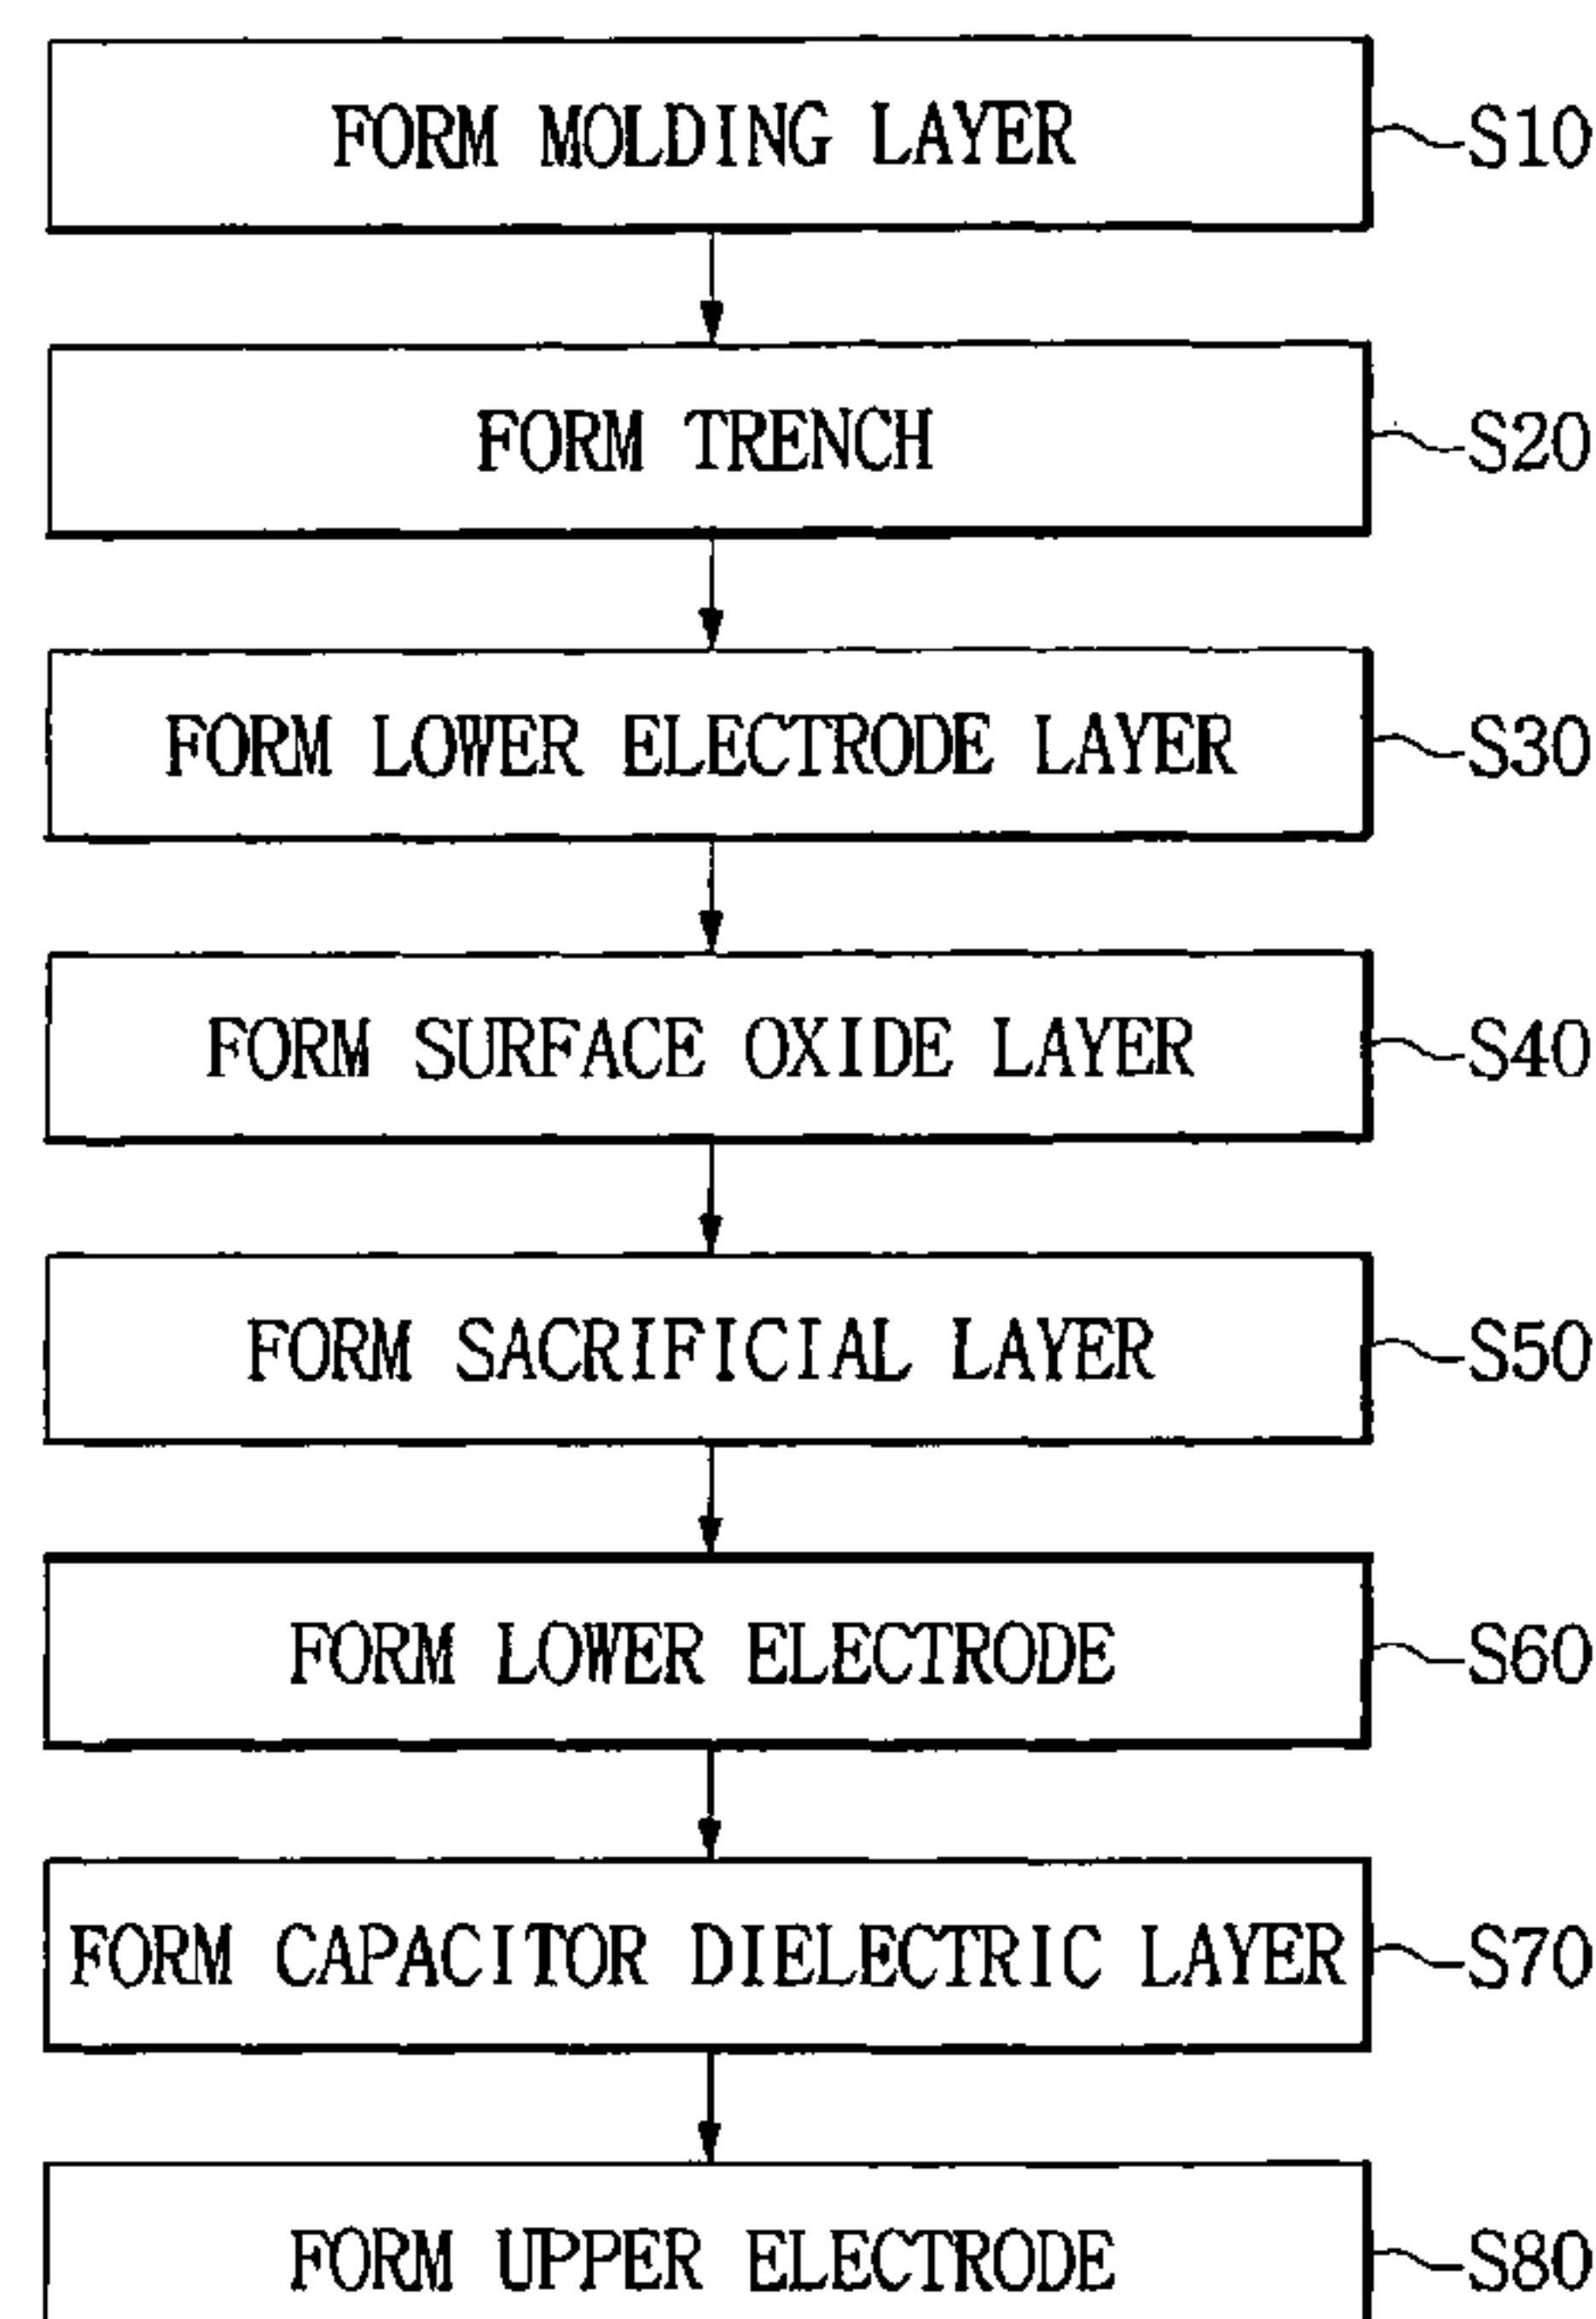 FORM MOLDING LAYER S10
FORM TRENCH S20
FORM LOWER ELECTRODE LAYER S30
FORM SURFACE OXIDE LAYER S40
FORM SACRIFICIAL LAYER S50
FORM LOWER ELECTRODE S60
FORM CAPACITOR DIELECTRIC LAYER S70
FORM UPPER ELECTRODE S80